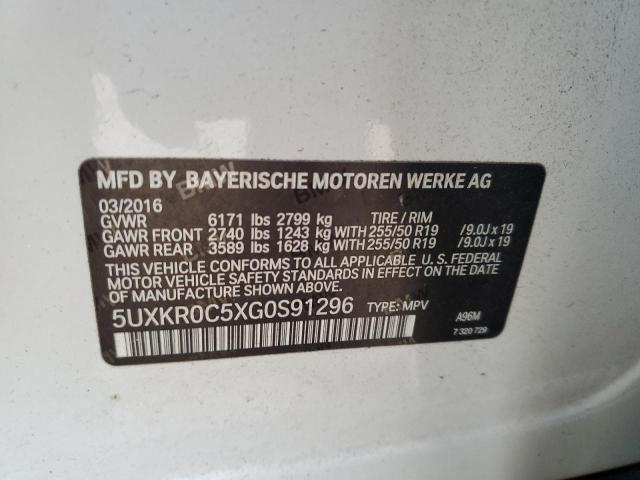 MFD BY BAYERISCHE MOTOREN WERKE AG
03/2016
GVWR 6171 lbs 2799 kg TIRE / RIM
GAWR FRONT 2740 lbs 1243 kg WITH 255/50 R19 /9.0J x 19
GAWR REAR 3589 lbs 1628 kg WITH 255/50 R19 /9.0J x 19
THIS VEHICLE CONFORMS TO ALL APPLICABLE U.S. FEDERAL
MOTOR VEHICLE SAFETY STANDARDS IN EFFECT ON THE DATE
OF MANUFACTURE SHOWN ABOVE.
5UXKR0C5XG0S91296 TYPE: MPV A96M
7 320 729